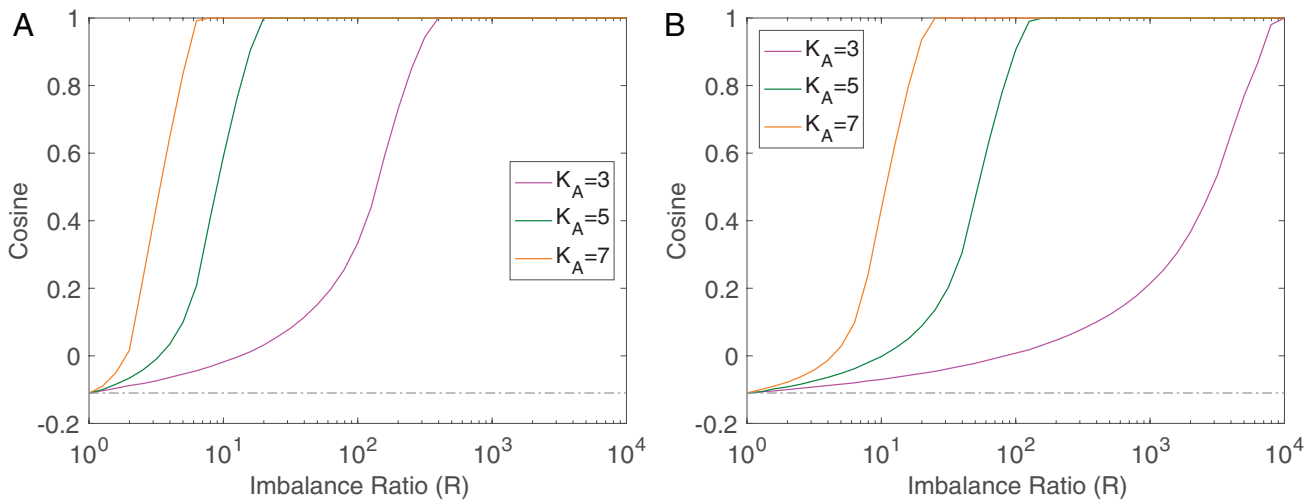 A
1
0.8
0.6
0.4
0.2
0
-0.2
Cosine
K_A=3
K_A=5
K_A=7
10^0
10^1
10^2
10^3
10^4
Imbalance Ratio (R)
B
1
0.8
0.6
0.4
0.2
0
-0.2
Cosine
K_A=3
K_A=5
K_A=7
10^0
10^1
10^2
10^3
10^4
Imbalance Ratio (R)